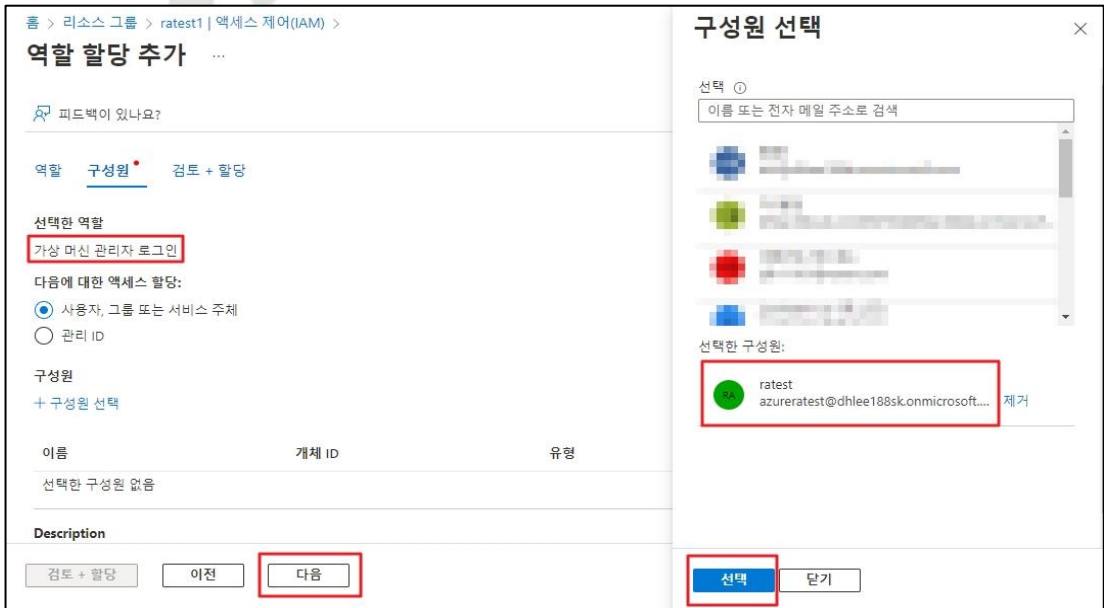 홈 > 리소스 그룹 > ratest1 | 액세스 제어(IAM) >
역할 할당 추가 ...
피드백이 있나요?
역할 구성원 검토 + 할당
선택한 역할
가상 머신 관리자 로그인
다음에 대한 액세스 할당:
사용자, 그룹 또는 서비스 주체
관리 ID
구성원
+ 구성원 선택
이름 개체 ID 유형
선택한 구성원 없음
Description
검토 + 할당 이전 다음
구성원 선택
선택
이름 또는 전자 메일 주소로 검색
선택한 구성원:
RA
ratest
azureratest@dhlee188sk.onmicrosoft.... 제거
선택 닫기